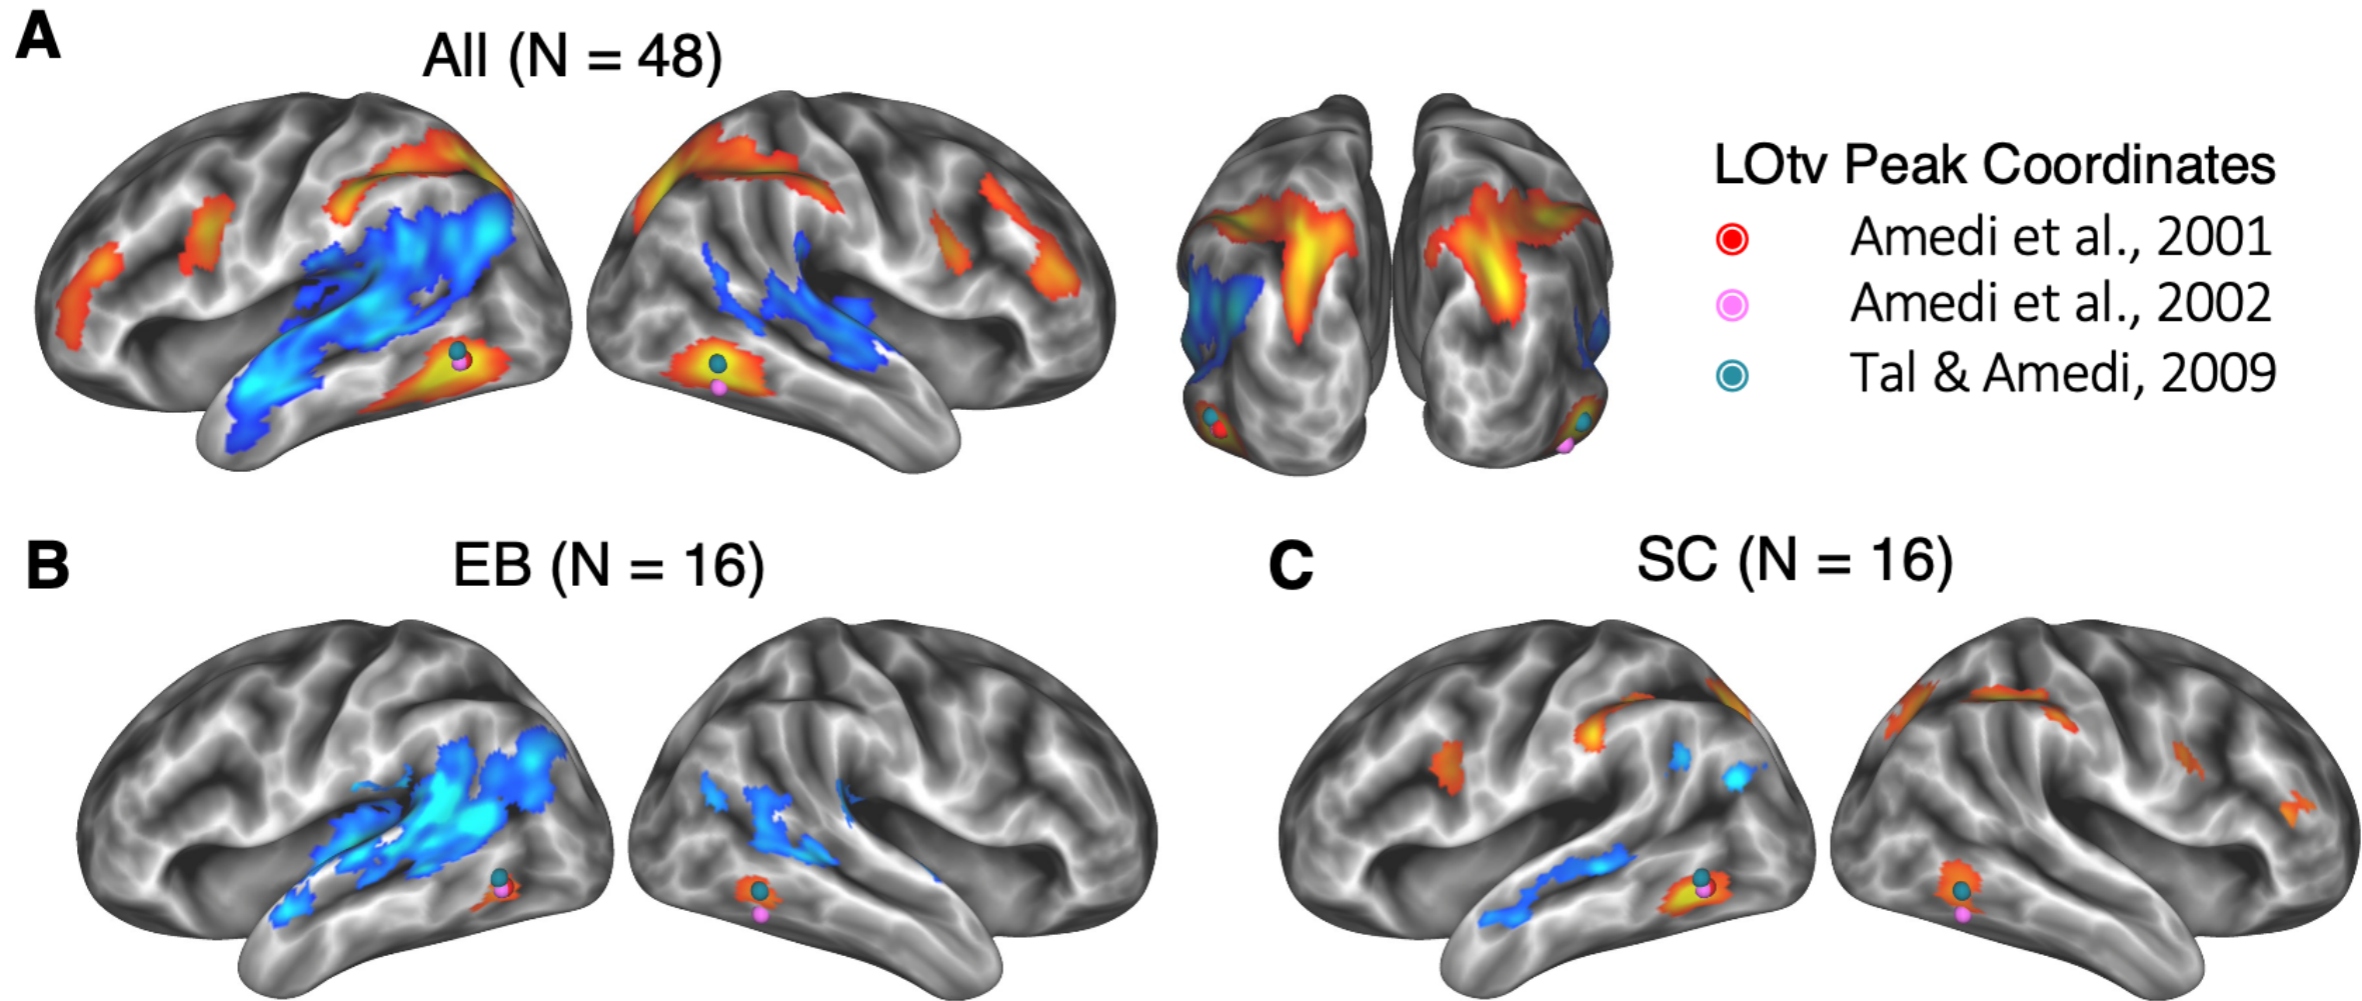 A
All (N = 48)
LOtv Peak Coordinates
Amedi et al., 2001
Amedi et al., 2002
Tal & Amedi, 2009
B
EB (N = 16)
C
SC (N = 16)